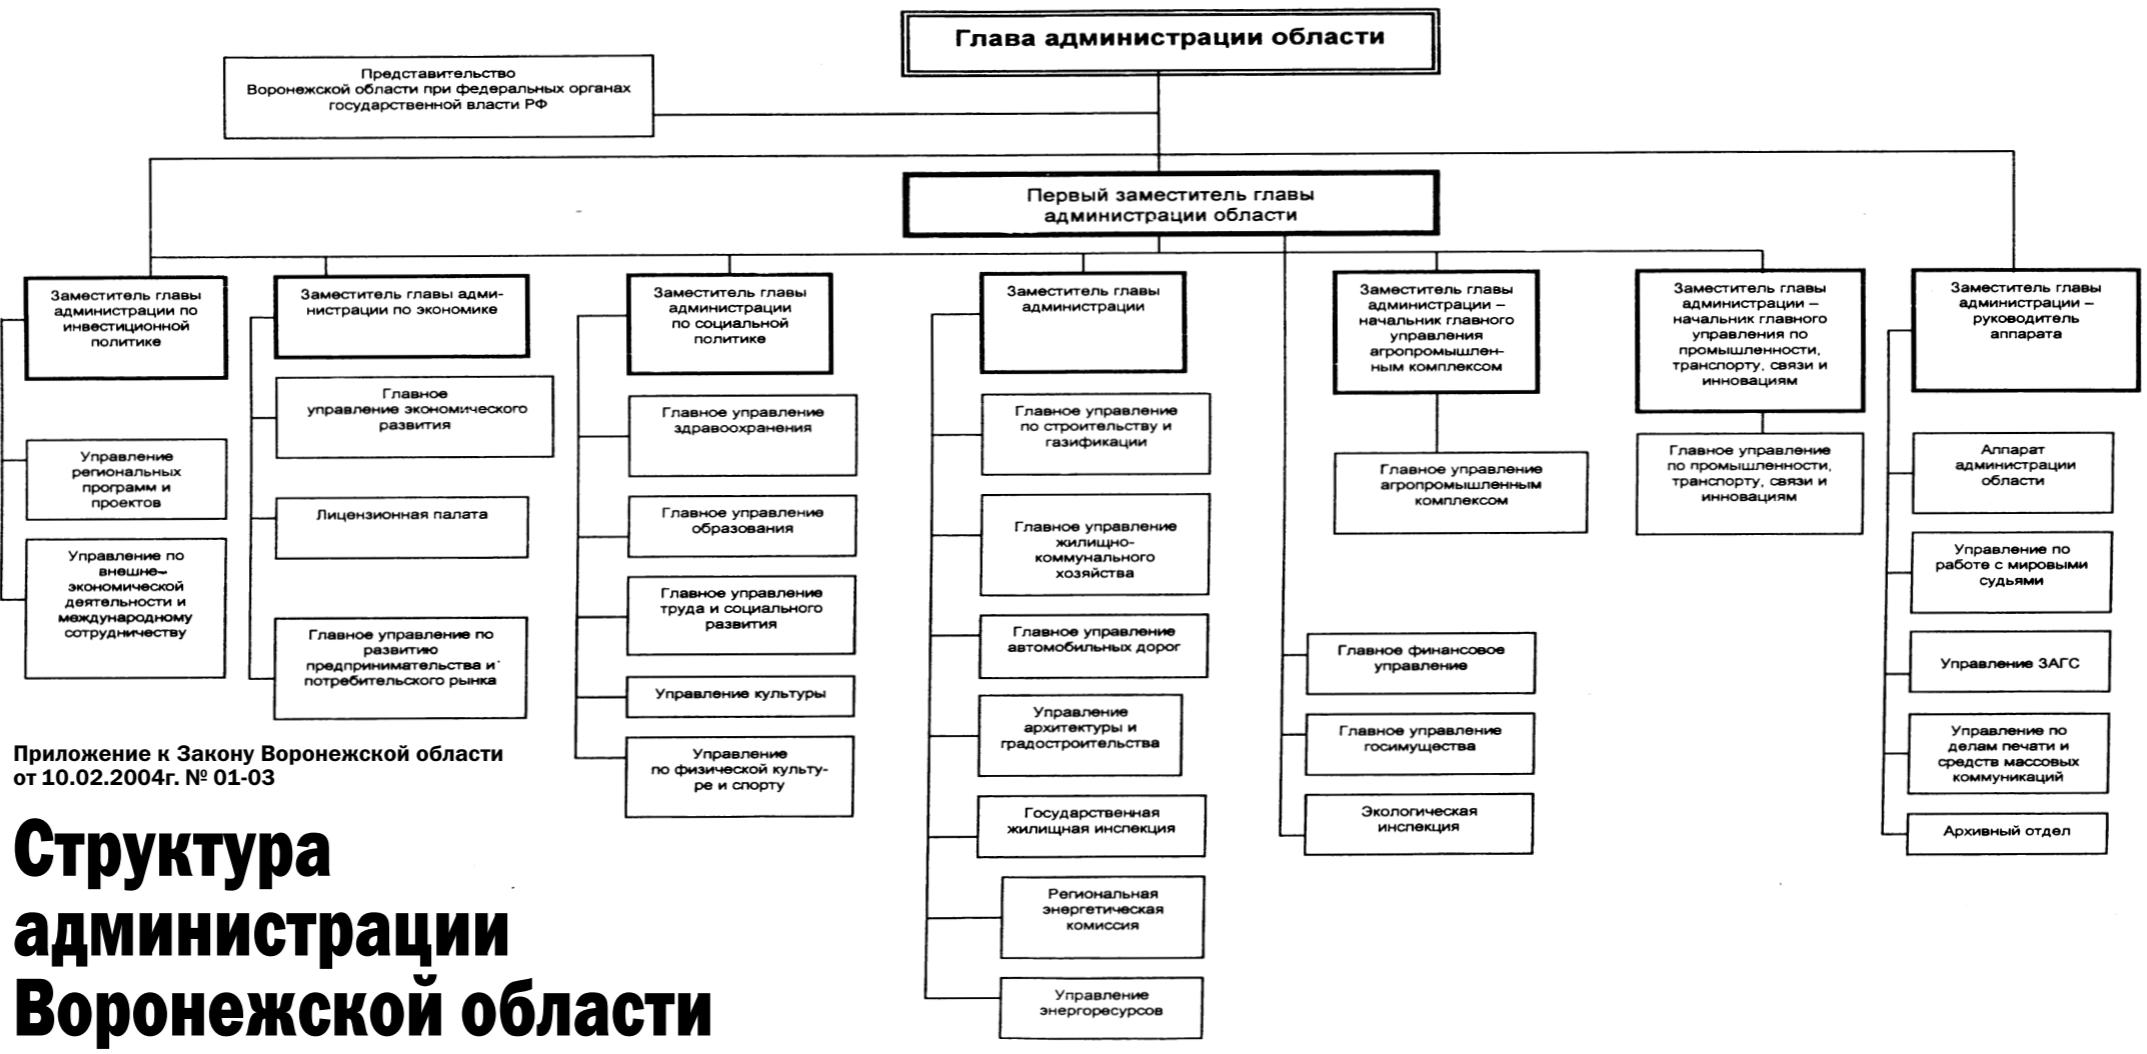 Глава администрации области
Представительство
Воронежской области при федеральных органах
государственной власти РФ
Первый заместитель главы
администрации области
Заместитель главы
администрации по
инвестиционной
политике
Управление
региональных
программ и
проектов
Управление по
внешне–
экономической
деятельности и
международному
сотрудничеству
Заместитель главы адми-
нистрации по экономике
Главное
управление экономического
развития
Лицензионная палата
Главное управление по
развитию
предпринимательства и
потребительского рынка
Заместитель главы
администрации
по социальной
политике
Главное управление
здравоохранения
Главное управление
образования
Главное управление
труда и социального
развития
Управление культуры
Управление
по физической культу-
ре и спорту
Заместитель главы
администрации
Главное управление
по строительству и
газификации
Главное управление
жилищно-
коммунального
хозяйства
Главное управление
автомобильных дорог
Управление
архитектуры и
градостроительства
Государственная
жилищная инспекция
Региональная
энергетическая
комиссия
Управление
энергоресурсов
Заместитель главы
администрации –
начальник главного
управления
агропромышлен-
ным комплексом
Главное управление
агропромышленным
комплексом
Главное финансовое
управление
Главное управление
госимущества
Экологическая
инспекция
Заместитель главы
администрации –
начальник главного
управления по
промышленности,
транспорту, связи и
инновациям
Главное управление
по промышленности,
транспорту, связи и
инновациям
Заместитель главы
администрации –
руководитель
аппарата
Аппарат
администрации
области
Управление по
работе с мировыми
судьями
Управление ЗАГС
Управление по
делам печати и
средств массовых
коммуникаций
Архивный отдел
Приложение к Закону Воронежской области
от 10.02.2004г. № 01-03
Структура
администрации
Воронежской области